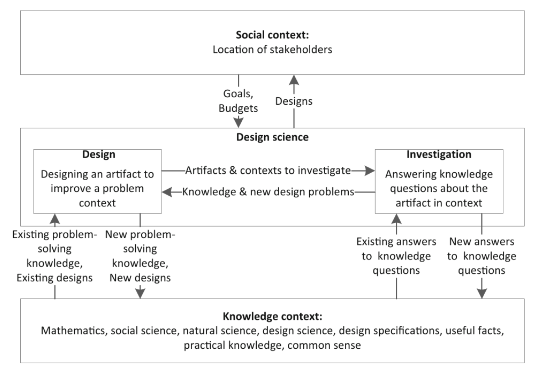 Social context:
Location of stakeholders
Goals,
Budgets
Designs
Design science
Design
Designing an artifact to
improve a problem
context
Artifacts & contexts to investigate
Knowledge & new design problems
Investigation
Answering knowledge
questions about the
artifact in context
Existing problem-
solving
knowledge,
Existing designs
New problem-
solving
knowledge,
New designs
Existing answers
to knowledge
questions
New answers
to knowledge
questions
Knowledge context:
Mathematics, social science, natural science, design science, design specifications, useful facts,
practical knowledge, common sense